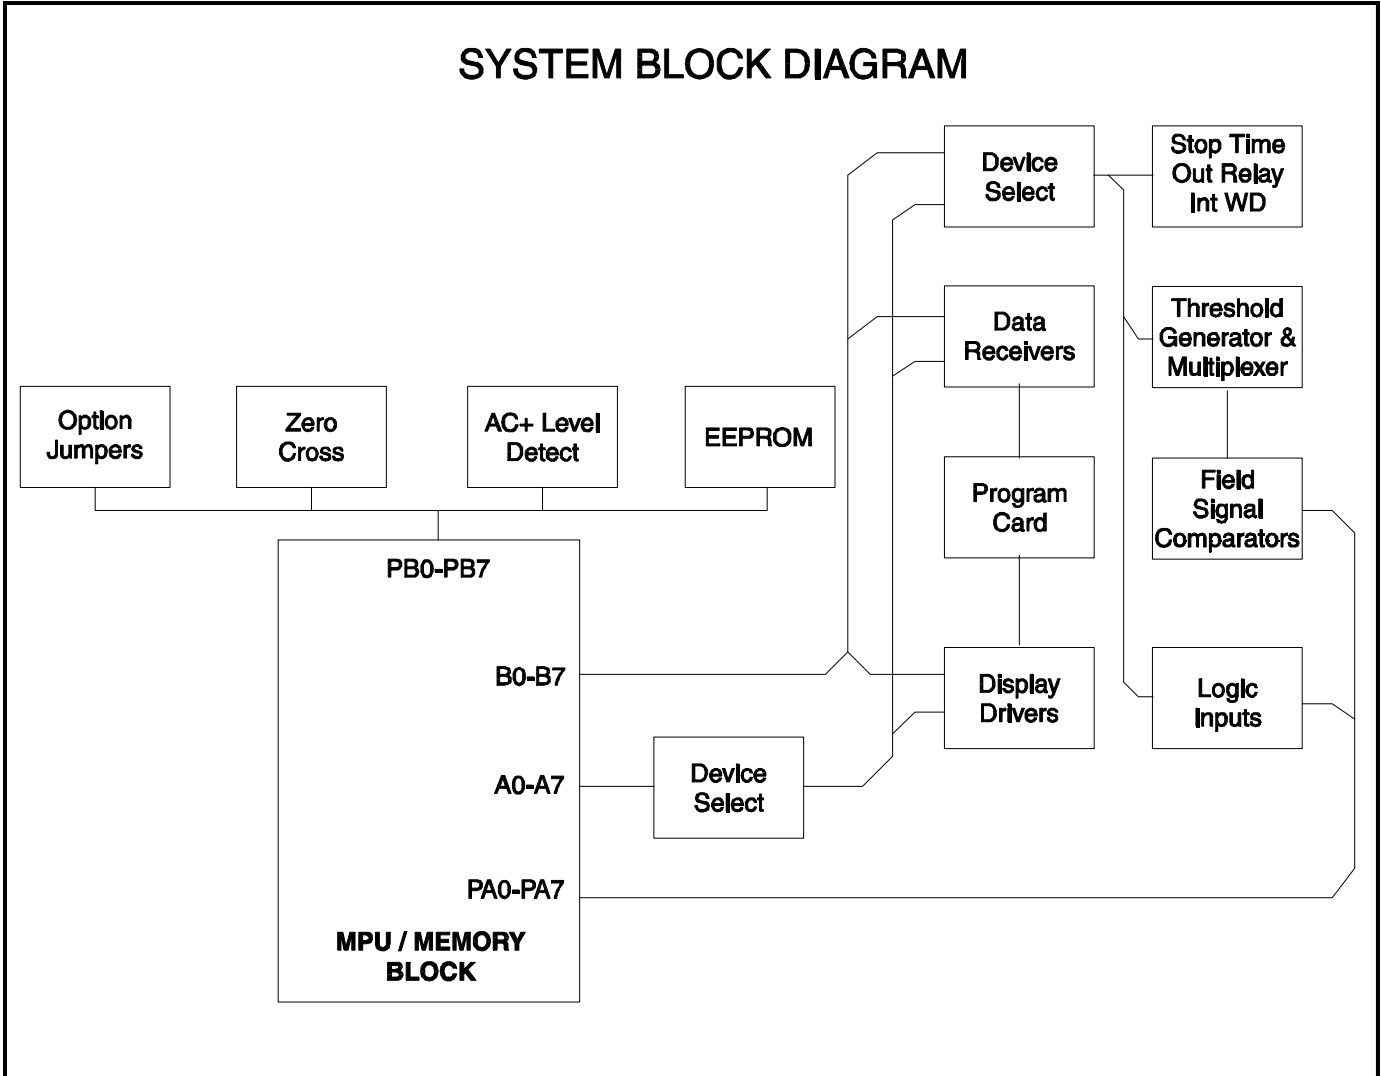 SYSTEM BLOCK DIAGRAM
Device
Select
Stop Time
Out Relay
Int WD
Data
Receivers
Threshold
Generator &
Multiplexer
Option
Jumpers
Zero
Cross
AC+ Level
Detect
EEPROM
Program
Card
Field
Signal
Comparators
PB0-PB7
B0-B7
Display
Drivers
Logic
Inputs
A0-A7
Device
Select
PA0-PA7
MPU / MEMORY
BLOCK